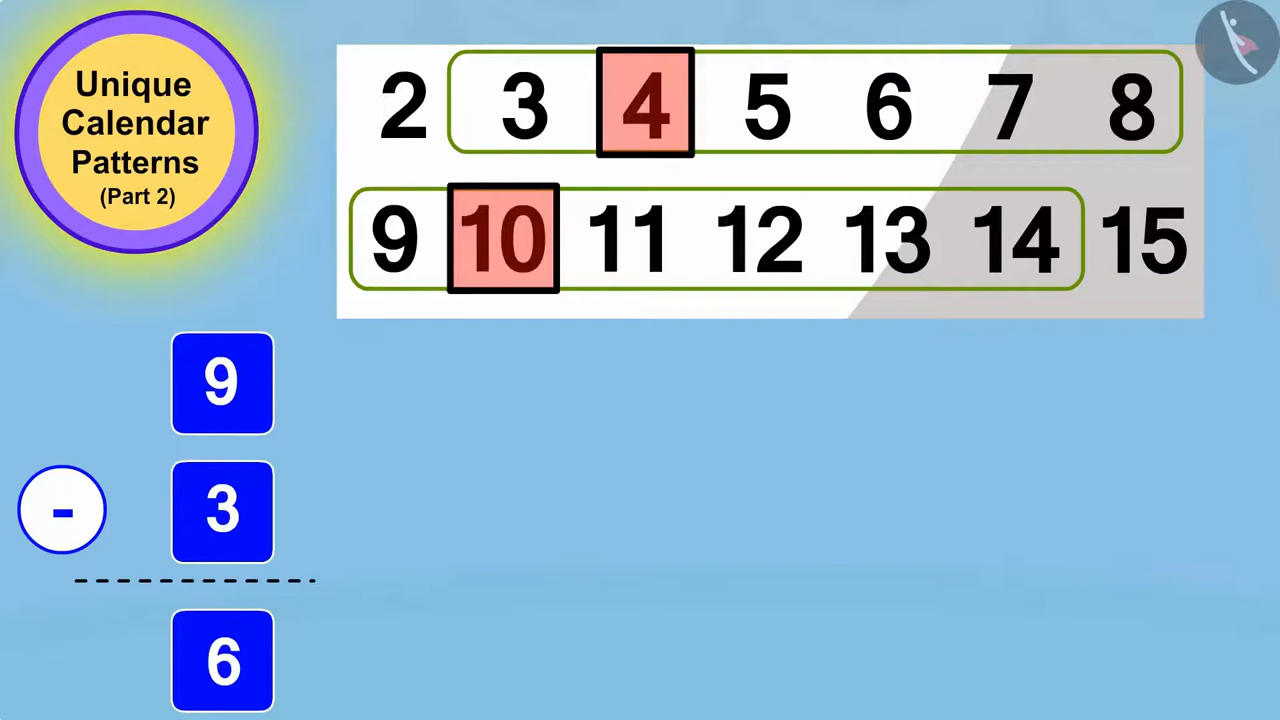 Unique
Calendar
Patterns
(Part 2)
2 3 4 5 6 7 8
9 10 11 12 13 14 15
9
- 3
6